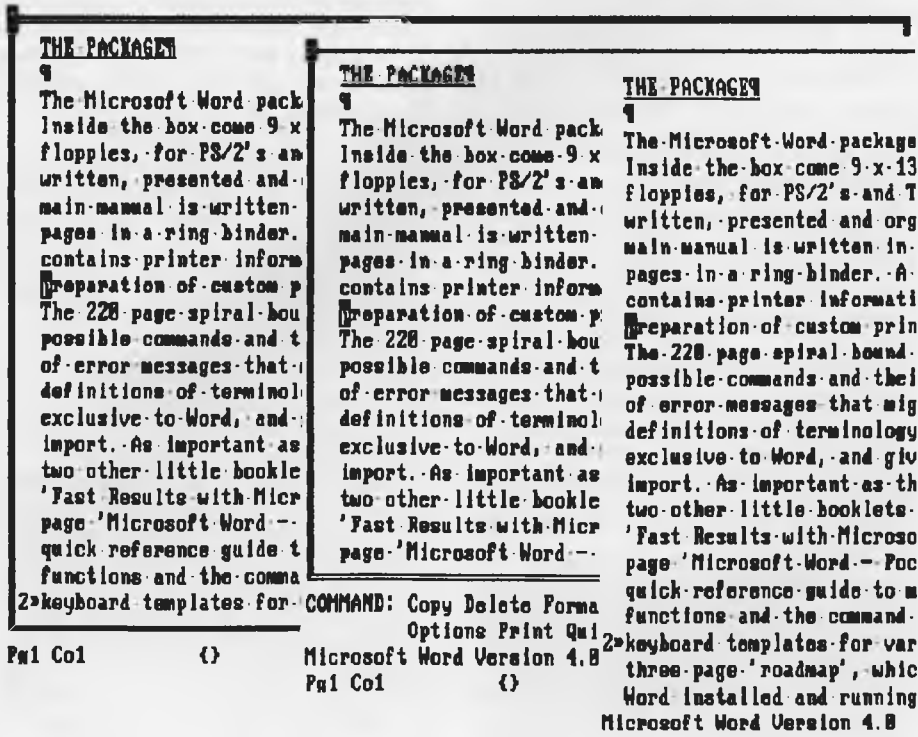 THE PACKAGE¶
¶
The Microsoft Word pack
Inside the box come 9 x
floppies, for PS/2's an
written, presented and
main manual is written
pages in a ring binder.
contains printer inform
preparation of custom p
The 220 page spiral bou
possible commands and t
of error messages that
definitions of terminol
exclusive to Word, and
import. As important as
two other little bookle
'Fast Results with Micr
page 'Microsoft Word --
quick reference guide t
functions and the comma
2»keyboard templates for
Pg1 Co1 {}
THE PACKAGE¶
¶
The Microsoft Word pack
Inside the box come 9 x
floppies, for PS/2's an
written, presented and
main manual is written
pages in a ring binder.
contains printer inform
preparation of custom p
The 220 page spiral bou
possible commands and t
of error messages that
definitions of terminol
exclusive to Word, and
import. As important as
two other little bookle
'Fast Results with Micr
page 'Microsoft Word --
COMMAND: Copy Delete Forma
Options Print Qui
Microsoft Word Version 4.0
Pg1 Co1 {}
THE PACKAGE¶
¶
The Microsoft Word package
Inside the box come 9 x 13
floppies, for PS/2's and T
written, presented and org
main manual is written in
pages in a ring binder. A
contains printer informati
preparation of custom prin
The 220 page spiral bound
possible commands and thei
of error messages that mig
definitions of terminology
exclusive to Word, and giv
import. As important as th
two other little booklets
'Fast Results with Microso
page 'Microsoft Word -- Poc
quick reference guide to m
functions and the command
2»keyboard templates for var
three page 'roadmap', whic
Word installed and running
Microsoft Word Version 4.0